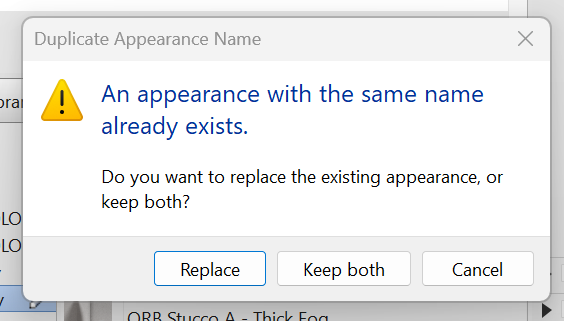 Duplicate Appearance Name
An appearance with the same name
already exists.
Do you want to replace the existing appearance, or
keep both?
Replace
Keep both
Cancel
ORB Stucco A - Thick Fog